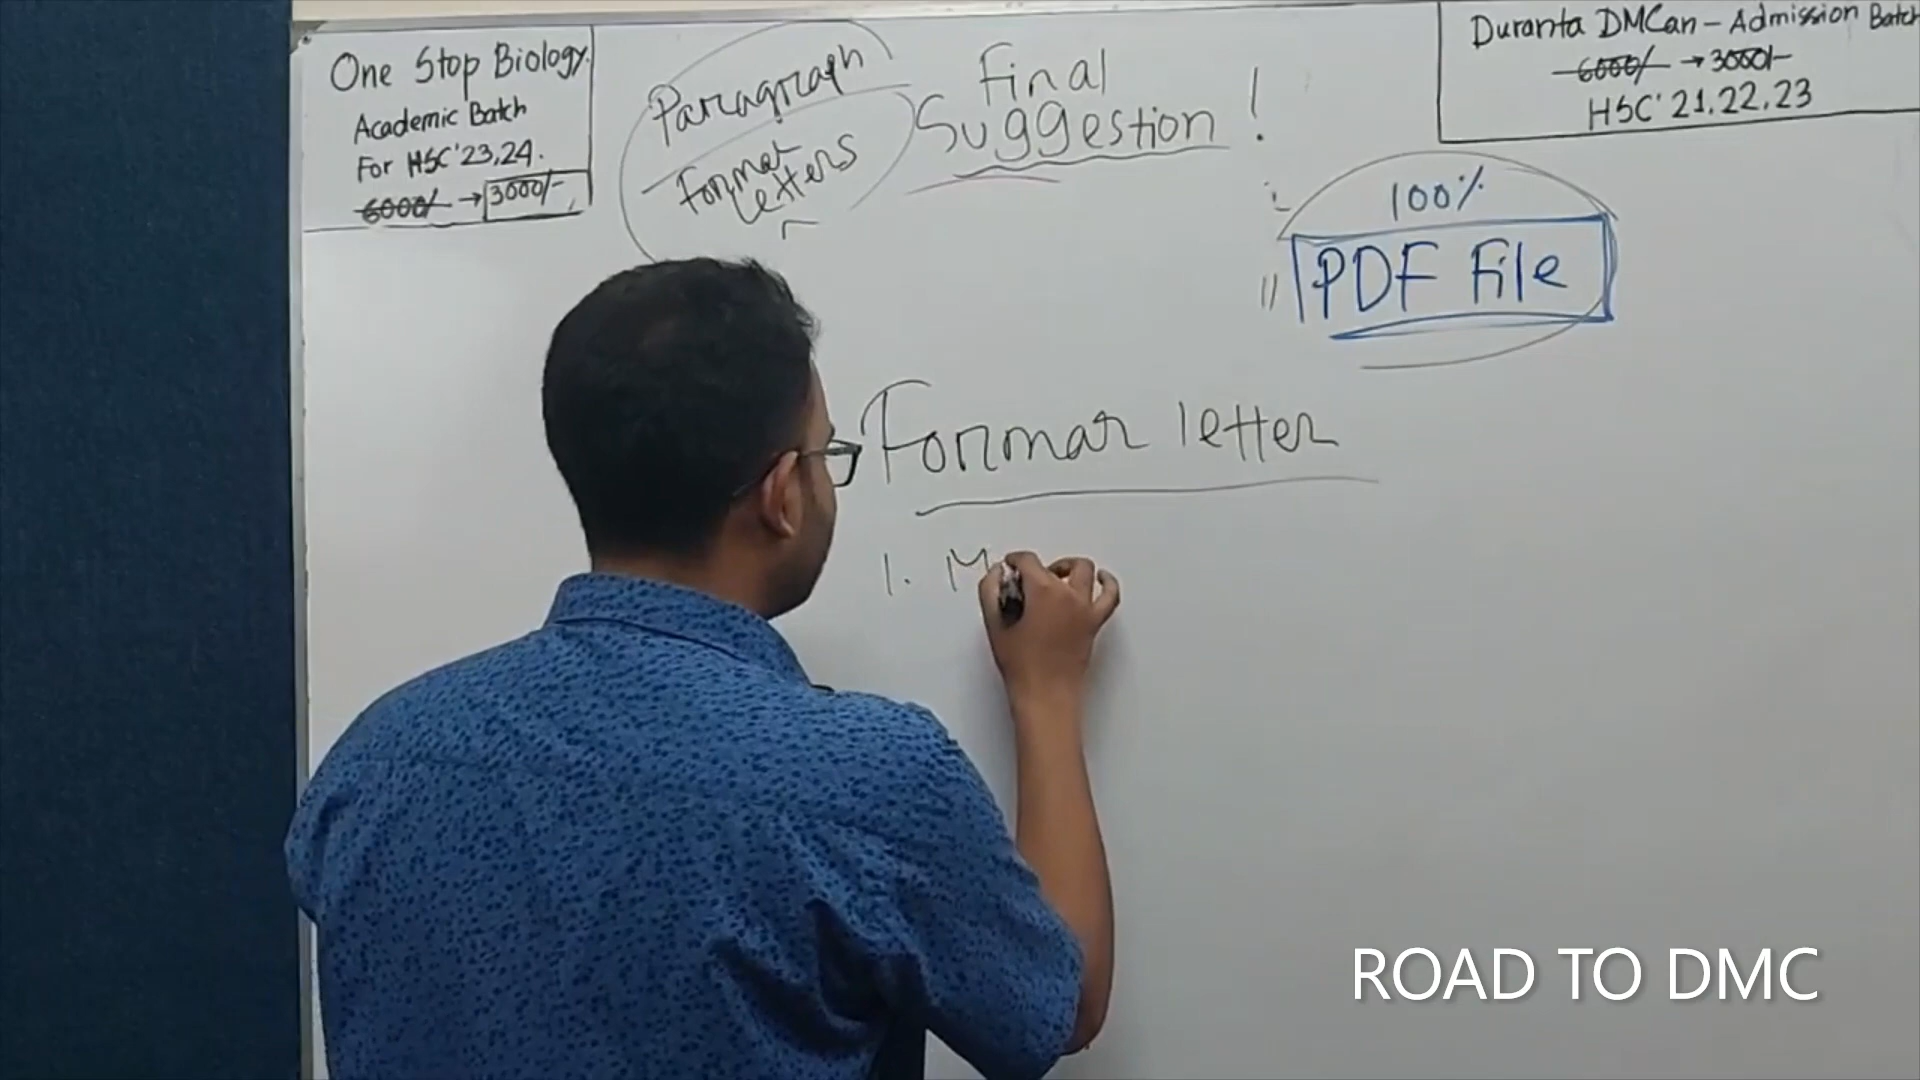 One Stop Biology
Academic Batch
For HSC'23,24.
6000/- → 3000/-
Paragraph
Format
letters
Final
Suggestion !
Duranta DMCan - Admission Batch
6000/- → 3000/-
HSC'21,22,23
100%
PDF File
Formar letter
1. M
ROAD TO DMC